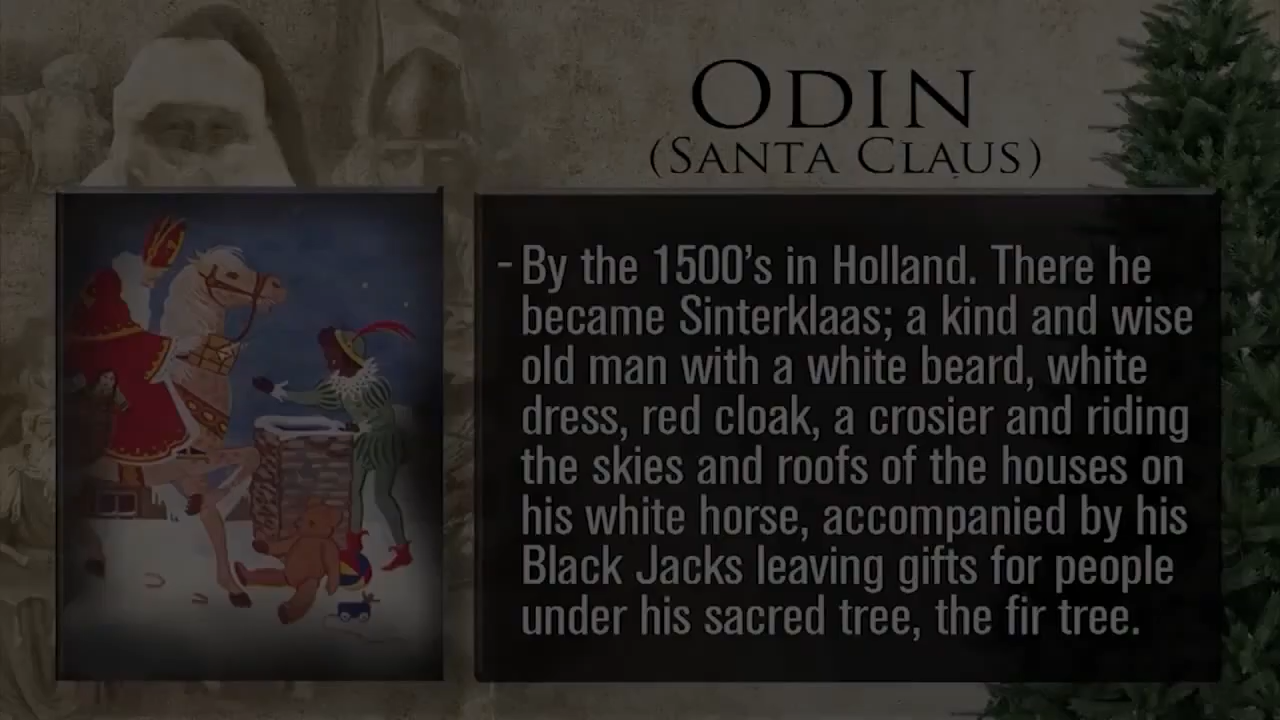 ODIN
(SANTA CLAUS)
- By the 1500’s in Holland. There he
became Sinterklaas; a kind and wise
old man with a white beard, white
dress, red cloak, a crosier and riding
the skies and roofs of the houses on
his white horse, accompanied by his
Black Jacks leaving gifts for people
under his sacred tree, the fir tree.